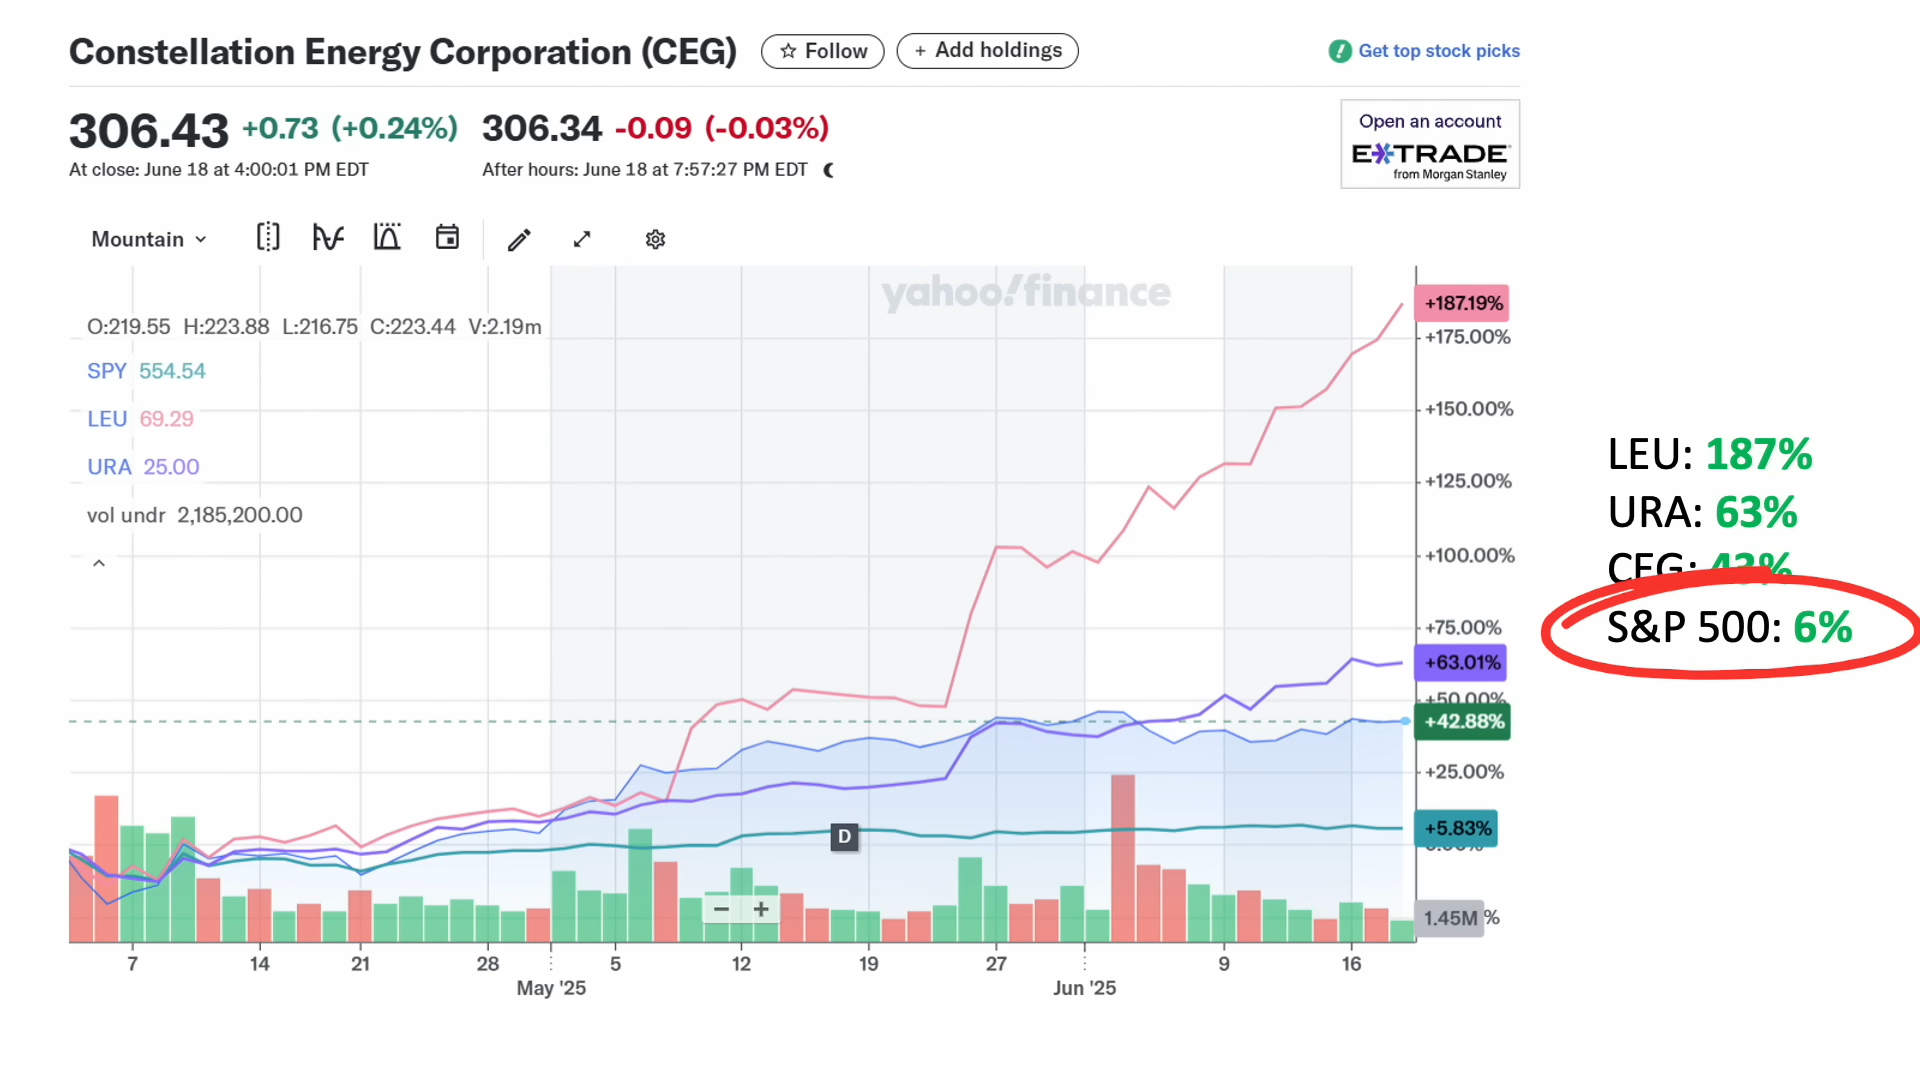 Constellation Energy Corporation (CEG)
Follow
+ Add holdings
Get top stock picks
306.43 +0.73 (+0.24%) 306.34 -0.09 (-0.03%)
At close: June 18 at 4:00:01 PM EDT
After hours: June 18 at 7:57:27 PM EDT
Open an account
E*TRADE
from Morgan Stanley
Mountain
yahoo!finance
O:219.55 H:223.88 L:216.75 C:223.44 V:2.19m
SPY 554.54
LEU 69.29
URA 25.00
vol undr 2,185,200.00
+187.19%
+175.00%
+150.00%
+125.00%
+100.00%
+75.00%
+63.01%
+50.00%
+42.88%
+25.00%
+5.83%
1.45M %
D
− +
7 14 21 28 5 12 19 27 9 16
May '25 Jun '25
LEU: 187%
URA: 63%
CEG: 43%
S&P 500: 6%